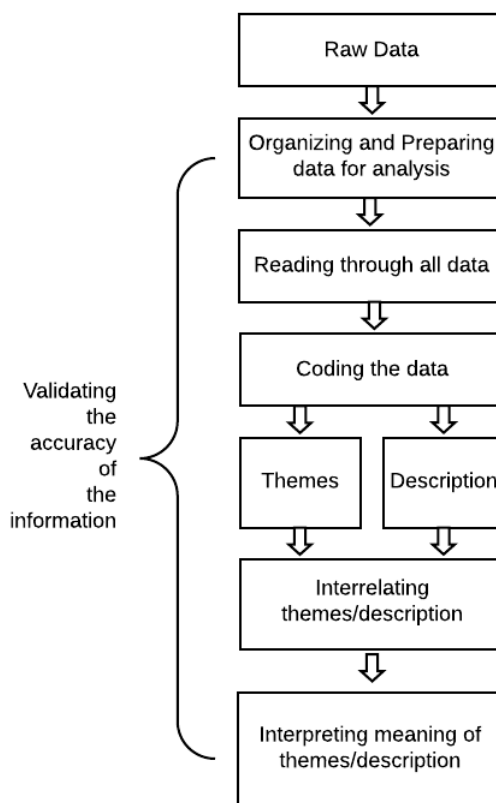 Raw Data
Organizing and Preparing
data for analysis
Reading through all data
Coding the data
Validating
the
accuracy
of
the
information
Themes
Description
Interrelating
themes/description
Interpreting meaning of
themes/description